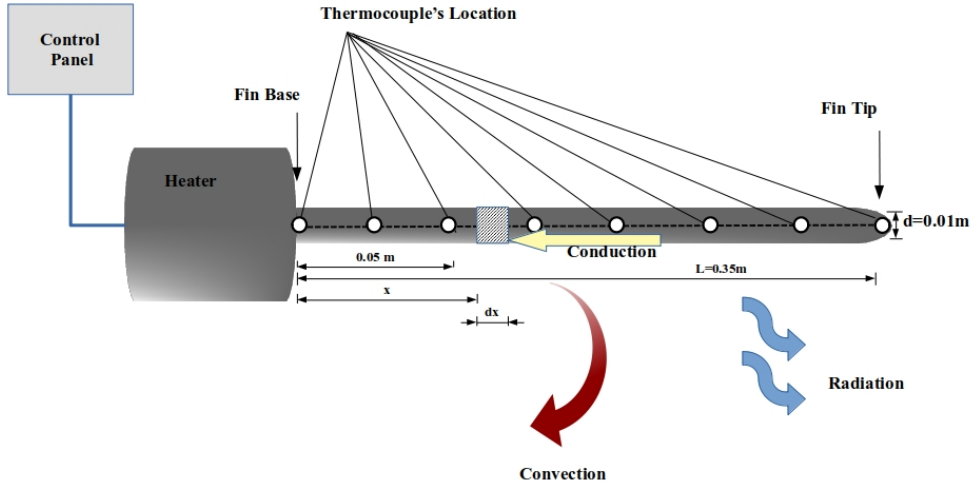 Thermocouple's Location
Control
Panel
Fin Base
Fin Tip
Heater
d=0.01m
Conduction
0.05 m
L=0.35m
x
dx
Radiation
Convection